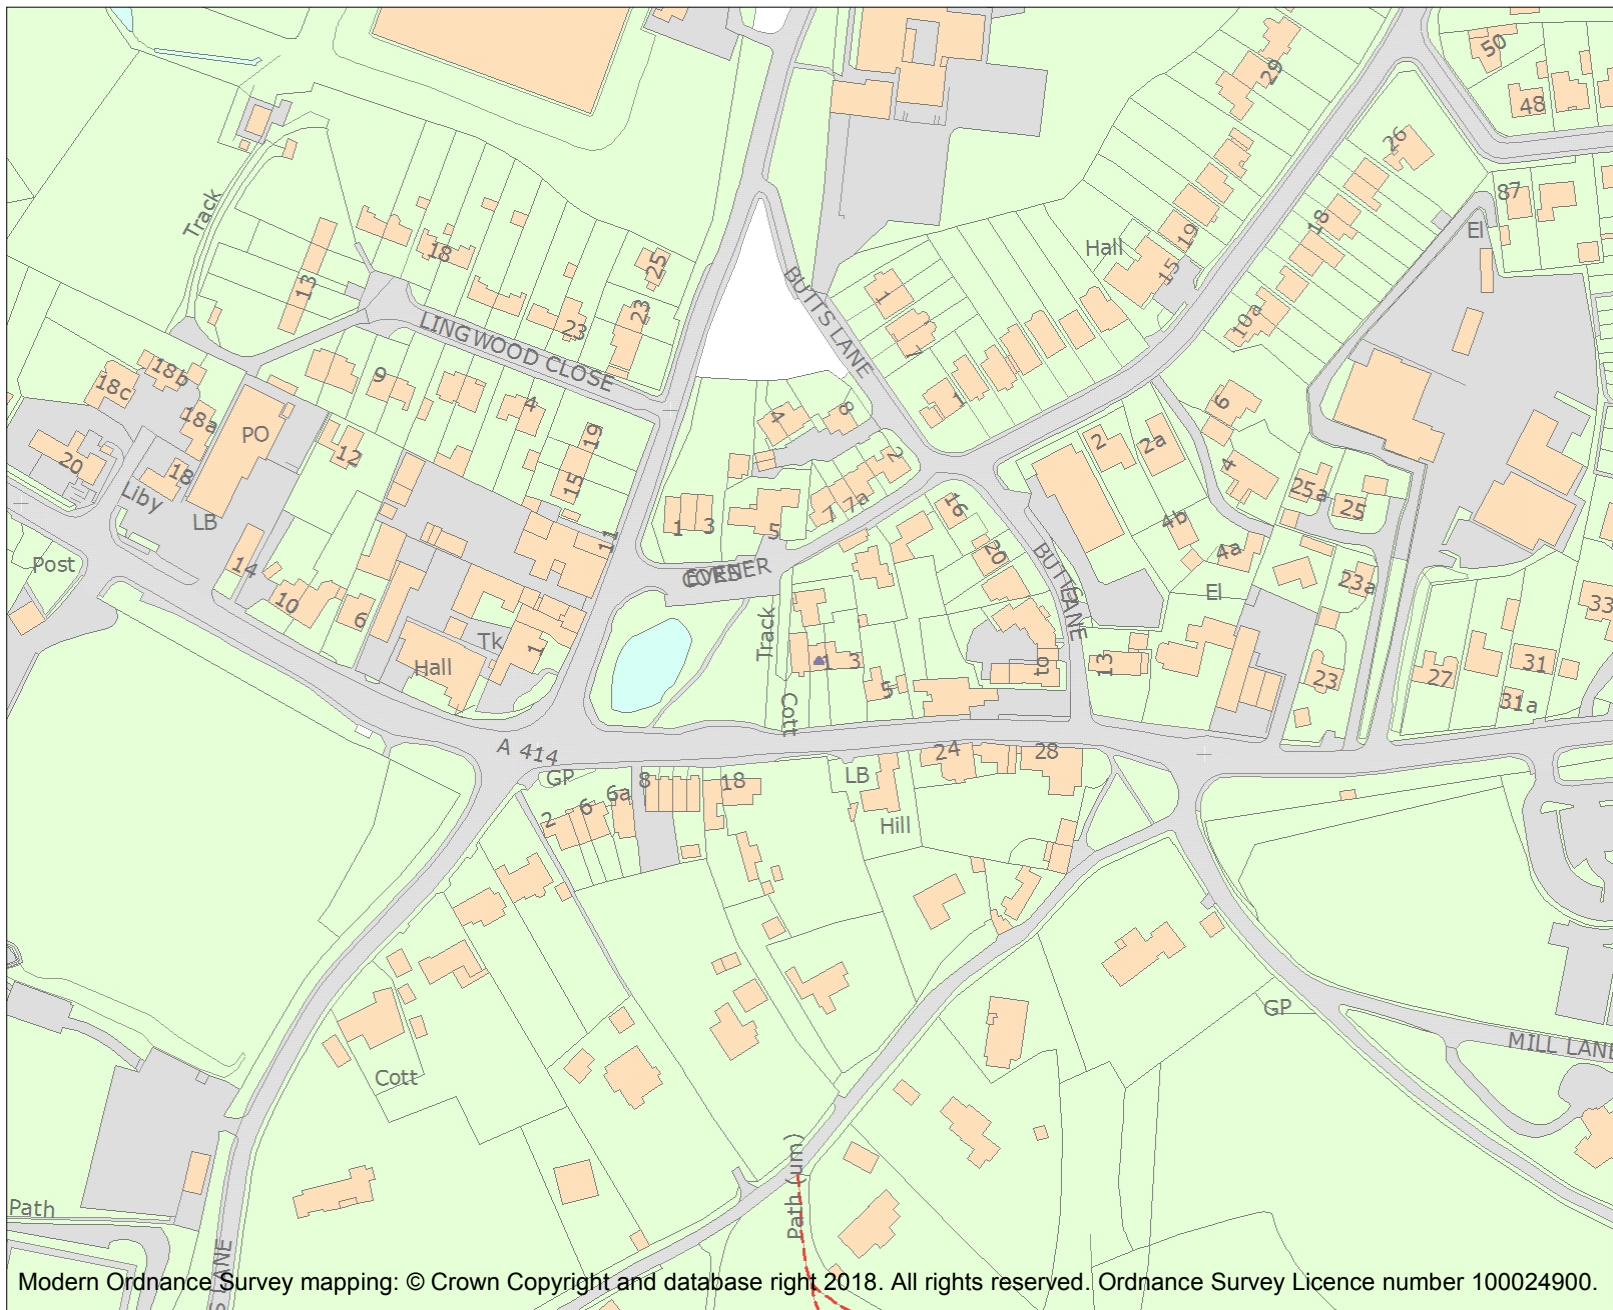 50
29
48
26
87
Track
El
18
Hall
19
15
18
25
13
BUTTS LANE
1
23
10a
23
7
LINGWOOD CLOSE
18b
18c
9
4
18a
4
8
1
6
2
2a
PO
12
19
2
20
18
15
4
25a
25
Liby
LB
1
3
5
7
7a
16
4b
11
20
4a
Post
14
BUTTS LANE
El
23a
10
6
Track
33
Tk
1
Hall
1
3
to
13
5
23
27
31
31a
Cott
A 414
GP
24
28
LB
8
18
6a
6
2
Hill
GP
MILL LANE
Cott
Path (um)
Path
LANE
Modern Ordnance Survey mapping: © Crown Copyright and database right 2018. All rights reserved. Ordnance Survey Licence number 100024900.